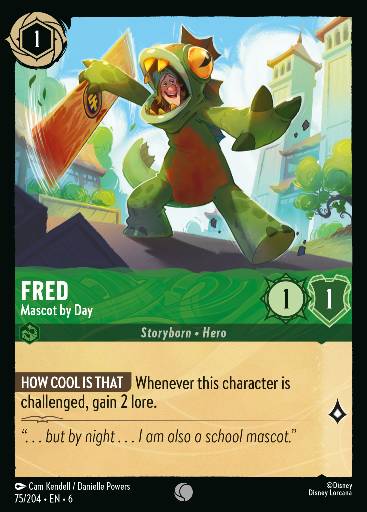 1
FRED
Mascot by Day
1
1
Storyborn • Hero
HOW COOL IS THAT Whenever this character is
challenged, gain 2 lore.
“. . . but by night . . . I am also a school mascot.”
Cam Kendell / Danielle Powers
©Disney
75/204 • EN • 6
Disney Lorcana